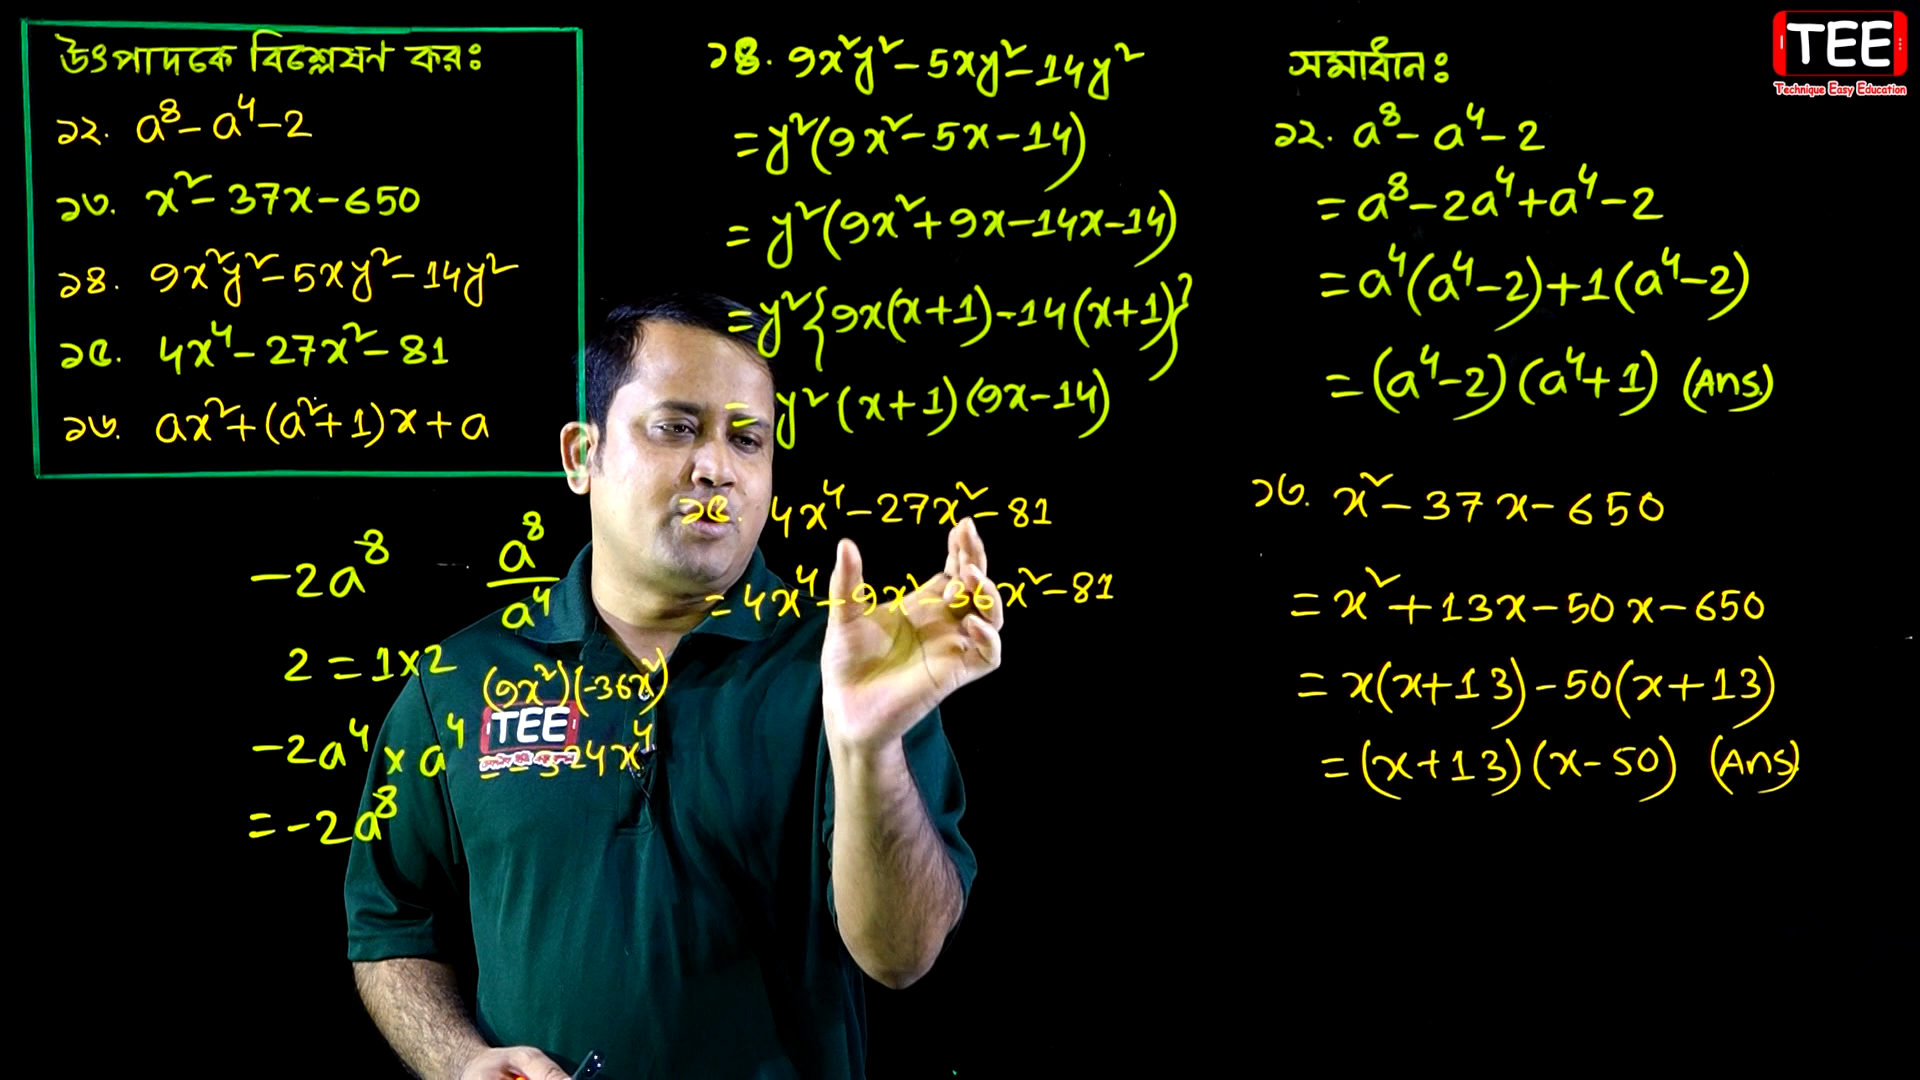 উৎপাদকে বিশ্লেষণ করঃ
১২. a⁸-a⁴-2
১৩. x²-37x-650
১৪. 9x²y²-5xy²-14y²
১৫. 4x⁴-27x²-81
১৬. ax²+(a²+1)x+a
-2a⁸
a⁸/a⁴
2=1×2
(9x²)(-36x²)
-2a⁴×a⁴
TEE
24x⁴
=-2a⁸
১৪. 9x²y²-5xy²-14y²
=y²(9x²-5x-14)
=y²(9x²+9x-14x-14)
=y²{9x(x+1)-14(x+1)}
=y²(x+1)(9x-14)
১৫. 4x⁴-27x²-81
=4x⁴+9x²-36x²-81
সমাধানঃ
১২. a⁸-a⁴-2
=a⁸-2a⁴+a⁴-2
=a⁴(a⁴-2)+1(a⁴-2)
=(a⁴-2)(a⁴+1) (Ans.)
১৩. x²-37x-650
=x²+13x-50x-650
=x(x+13)-50(x+13)
=(x+13)(x-50) (Ans)
TEE
Technique Easy Education